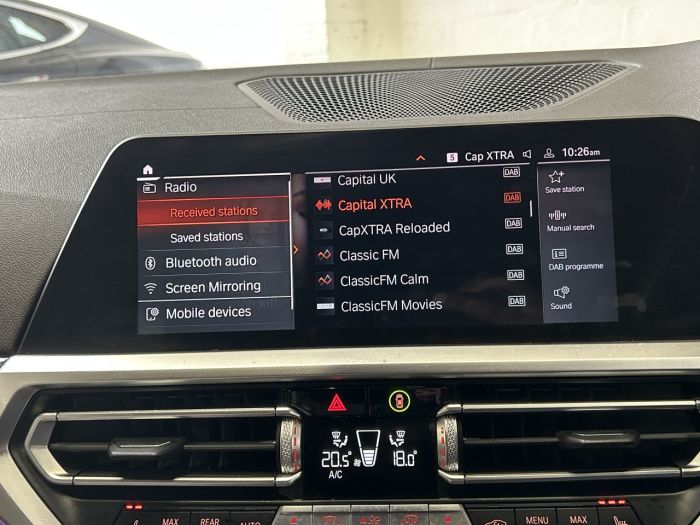 5 Cap XTRA 10:26am
Radio
Received stations
Saved stations
Bluetooth audio
Screen Mirroring
Mobile devices
Capital UK DAB
Capital XTRA DAB
CapXTRA Reloaded DAB
Classic FM DAB
ClassicFM Calm DAB
ClassicFM Movies DAB
Save station
Manual search
DAB programme
Sound
20.5° 18.0°
A/C
MAX REAR AUTO MENU MAX